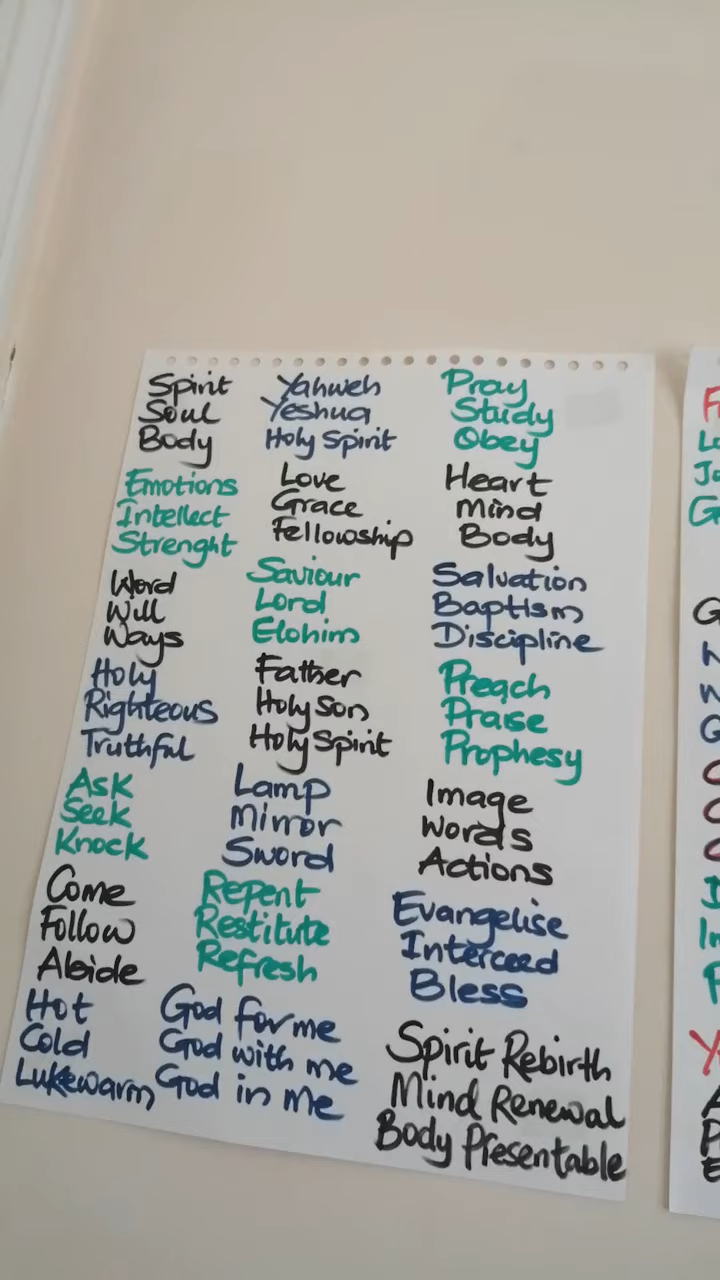 Spirit
Soul
Body
Emotions
Intellect
Strenght
Word
Will
Ways
Holy
Righteous
Truthful
Ask
Seek
Knock
Come
Follow
Abide
Hot
Cold
Lukewarm
Yahweh
Yeshua
Holy Spirit
Love
Grace
Fellowship
Saviour
Lord
Elohim
Father
Holy Son
Holy Spirit
Lamp
Mirror
Sword
Repent
Restitute
Refresh
God for me
God with me
God in me
Pray
Study
Obey
Heart
Mind
Body
Salvation
Baptism
Discipline
Preach
Praise
Prophesy
Image
Words
Actions
Evangelise
Interceed
Bless
Spirit Rebirth
Mind Renewal
Body Presentable